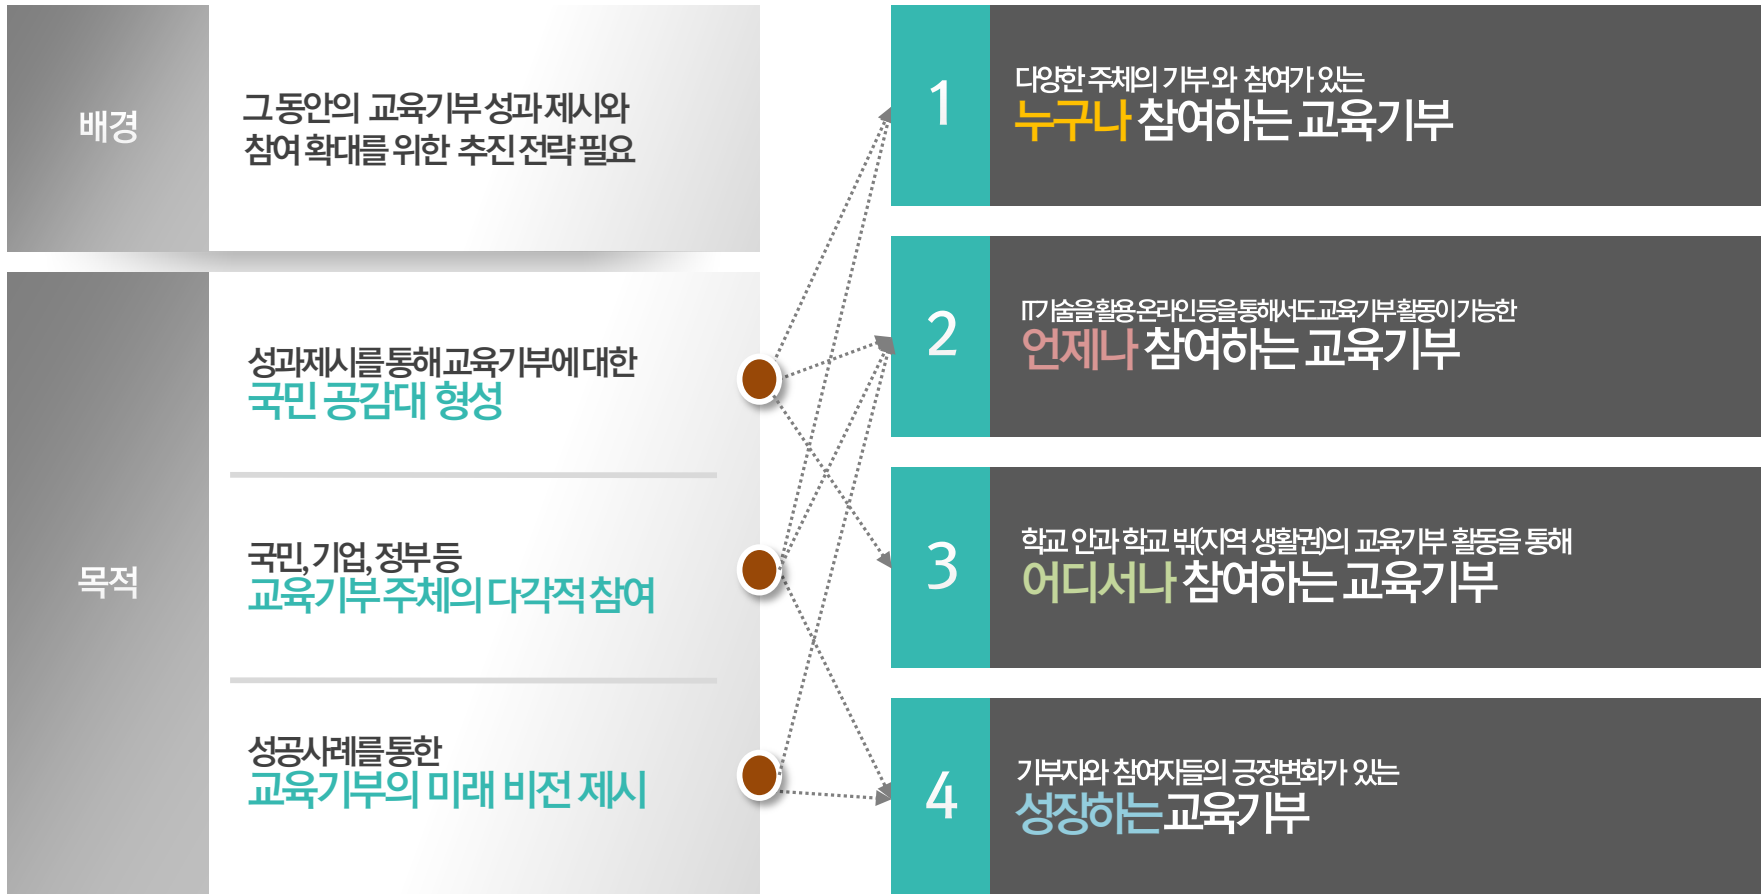 배경
그 동안의 교육기부 성과 제시와
참여 확대를 위한 추진 전략 필요
목적
성과제시를 통해 교육기부에 대한
국민 공감대 형성
국민, 기업, 정부 등
교육기부 주체의 다각적 참여
성공사례를 통한
교육기부의 미래 비전 제시
1
다양한 주체의 기부 와 참여가 있는
누구나 참여하는 교육기부
2
IT기술을 활용 온라인 등을 통해서도 교육기부 활동이 가능한
언제나 참여하는 교육기부
3
학교 안과 학교 밖(지역 생활권)의 교육기부 활동을 통해
어디서나 참여하는 교육기부
4
기부자와 참여자들의 긍정변화가 있는
성장하는 교육기부